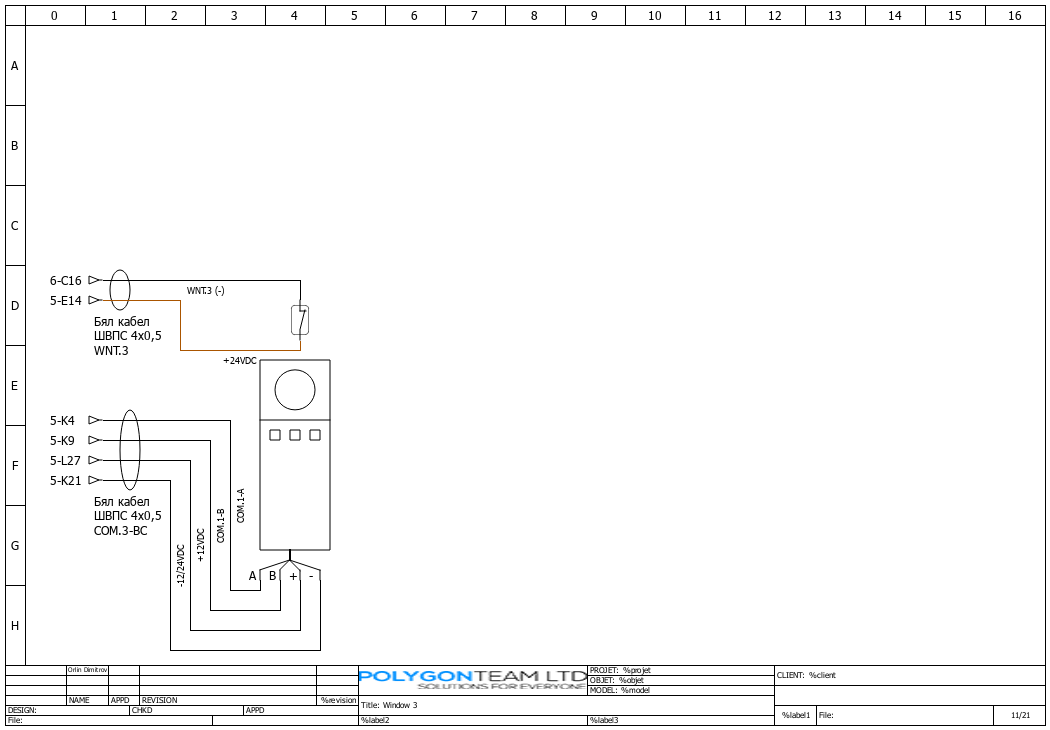 0 1 2 3 4 5 6 7 8 9 10 11 12 13 14 15 16
A
B
C
D
E
F
G
H
6-C16
5-E14
WNT.3 (-)
Бял кабел
ШВПС 4x0,5
WNT.3
+24VDC
5-K4
5-K9
5-L27
5-K21
Бял кабел
ШВПС 4x0,5
COM.3-BC
-12/24VDC
+12VDC
COM.1-B
COM.1-A
A B + -
Orlin Dimitrov
NAME APPD REVISION %revision
DESIGN: CHKD APPD
File:
POLYGONTEAM LTD
SOLUTIONS FOR EVERYONE
Title: Window 3
%label2 %label3
PROJET: %projet
OBJET: %objet
MODEL: %model
CLIENT: %client
%label1 File: 11/21